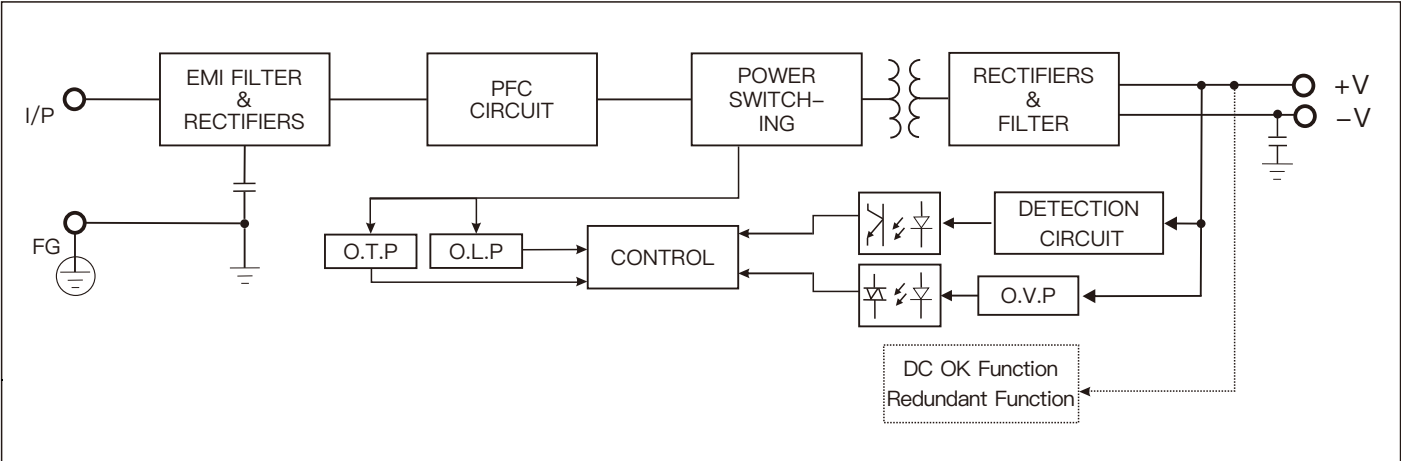 I/P
EMI FILTER
&
RECTIFIERS
PFC
CIRCUIT
POWER
SWITCH-
ING
RECTIFIERS
&
FILTER
+V
-V
FG
O.T.P
O.L.P
CONTROL
DETECTION
CIRCUIT
O.V.P
DC OK Function
Redundant Function